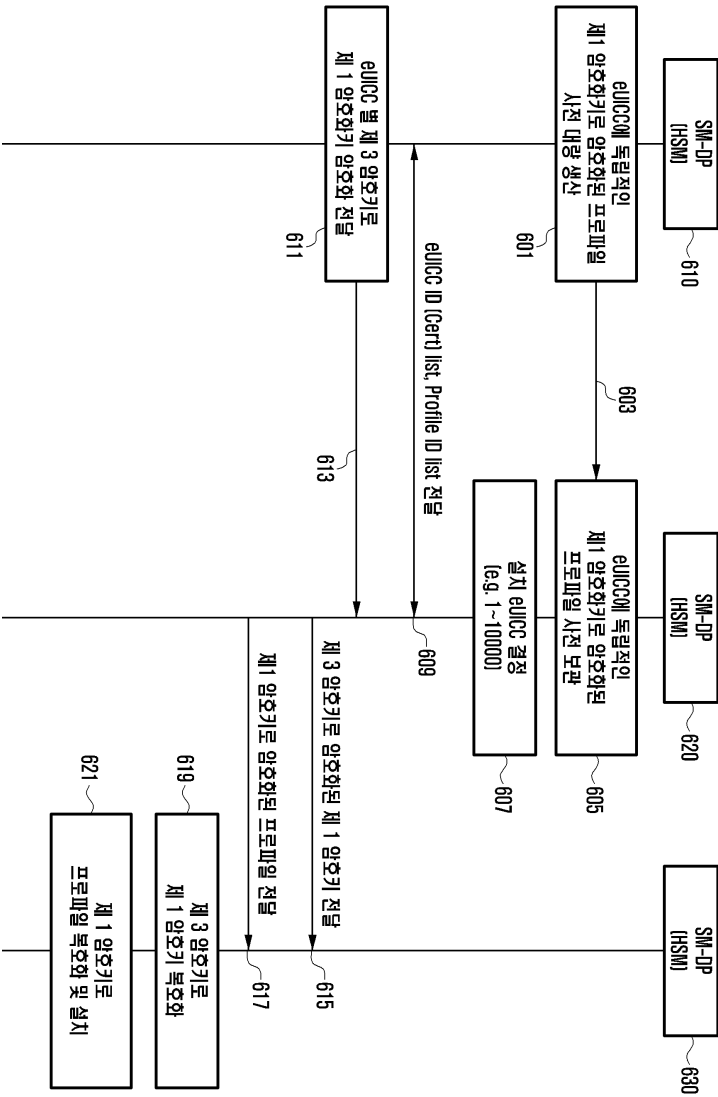 SM-DP
(HSM)
610
SM-DP
(HSM)
620
SM-DP
(HSM)
630
eUICC에 독립적인
제1 암호화키로 암호화된 프로파일
사전 대량 생산
601
603
eUICC에 독립적인
제1 암호화키로 암호화된
프로파일 사전 보관
605
설치 eUICC 결정
(e.g. 1~10000)
607
eUICC ID (Cert) list, Profile ID list 전달
609
eUICC 별 제 3 암호키로
제 1 암호화키 암호화 전달
611
613
제 3 암호키로 암호화된 제 1 암호키 전달
615
제1 암호키로 암호화된 프로파일 전달
617
제 3 암호키로
제 1 암호키 복호화
619
제 1 암호키로
프로파일 복호화 및 설치
621